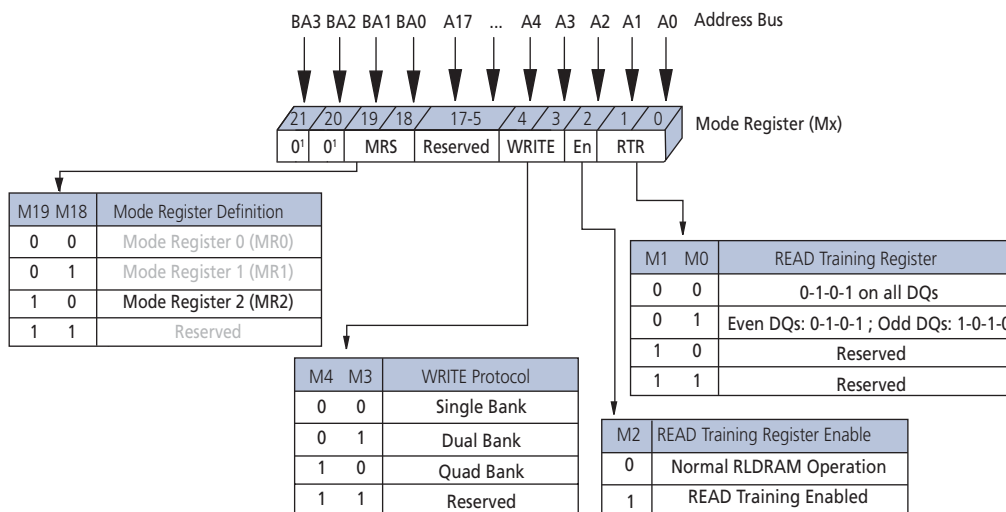 BA3 BA2 BA1 BA0 A17 ... A4 A3 A2 A1 A0 Address Bus
21 20 19 18 17-5 4 3 2 1 0 Mode Register (Mx)
0¹ 0¹ MRS Reserved WRITE En RTR
M19 M18 Mode Register Definition
0 0 Mode Register 0 (MR0)
0 1 Mode Register 1 (MR1)
1 0 Mode Register 2 (MR2)
1 1 Reserved
M1 M0 READ Training Register
0 0 0-1-0-1 on all DQs
0 1 Even DQs: 0-1-0-1 ; Odd DQs: 1-0-1-0
1 0 Reserved
1 1 Reserved
M4 M3 WRITE Protocol
0 0 Single Bank
0 1 Dual Bank
1 0 Quad Bank
1 1 Reserved
M2 READ Training Register Enable
0 Normal RLDRAM Operation
1 READ Training Enabled